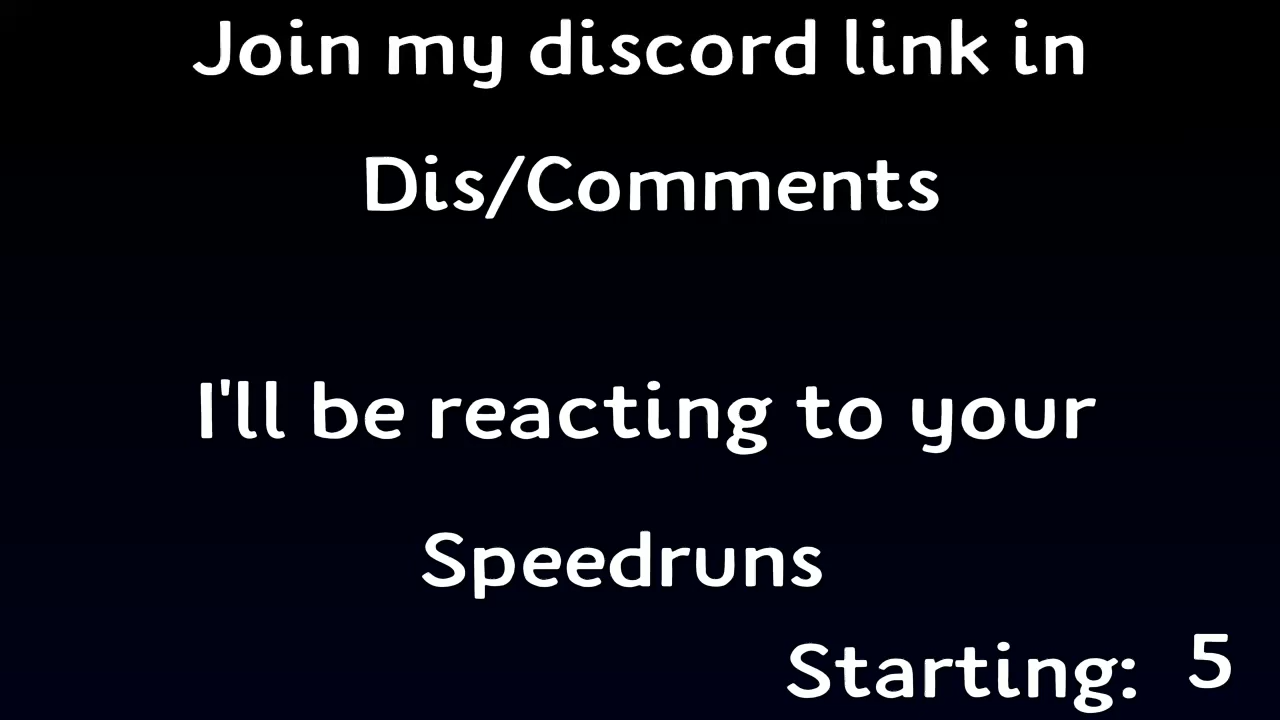 Join my discord link in
Dis/Comments
I'll be reacting to your
Speedruns
Starting: 5